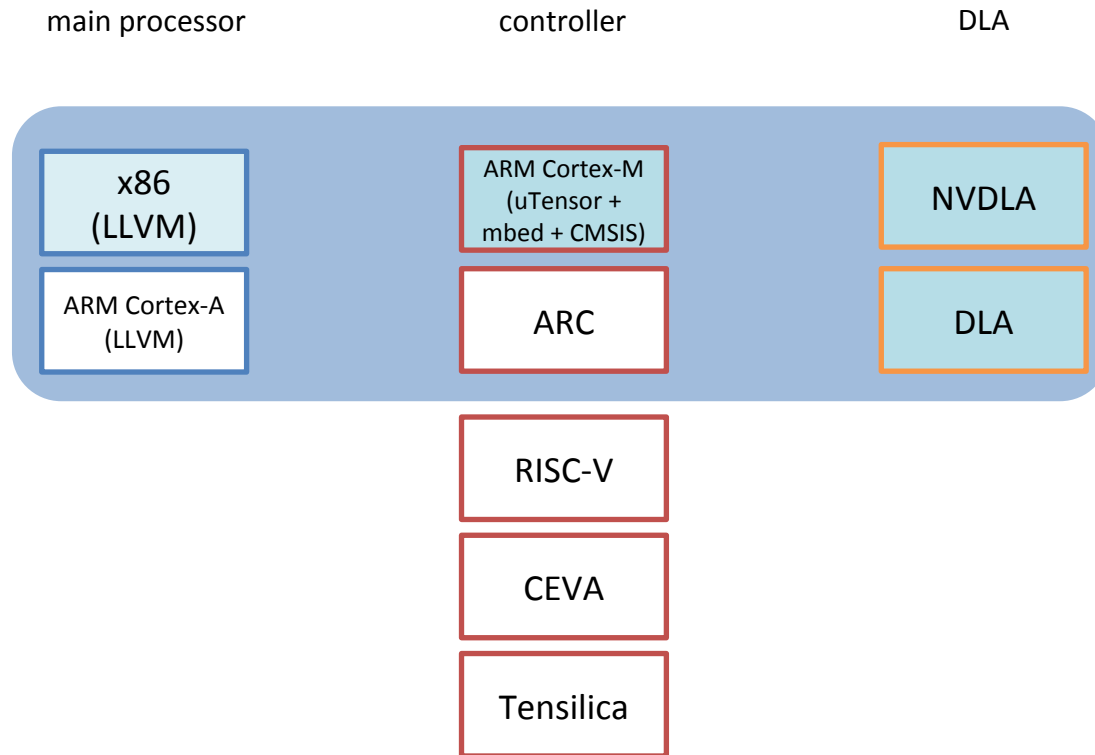 main processor
controller
DLA
x86
(LLVM)
ARM Cortex-M
(uTensor +
mbed + CMSIS)
NVDLA
ARM Cortex-A
(LLVM)
ARC
DLA
RISC-V
CEVA
Tensilica